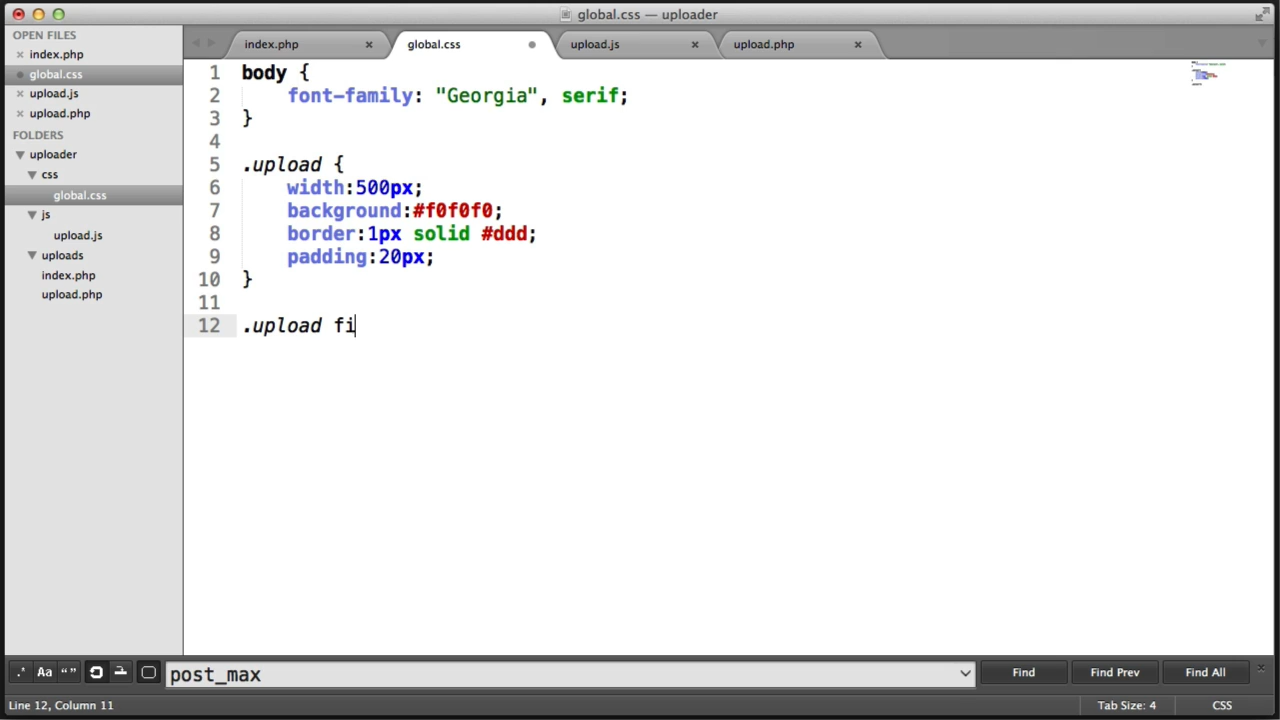 global.css — uploader
OPEN FILES
index.php
global.css
upload.js
upload.php
FOLDERS
uploader
css
global.css
js
upload.js
uploads
index.php
upload.php
index.php
global.css
upload.js
upload.php
1 body {
2 font-family: "Georgia", serif;
3 }
4
5 .upload {
6 width:500px;
7 background:#f0f0f0;
8 border:1px solid #ddd;
9 padding:20px;
10 }
11
12 .upload fi
.* Aa “”
post_max
Find
Find Prev
Find All
Line 12, Column 11
Tab Size: 4
CSS